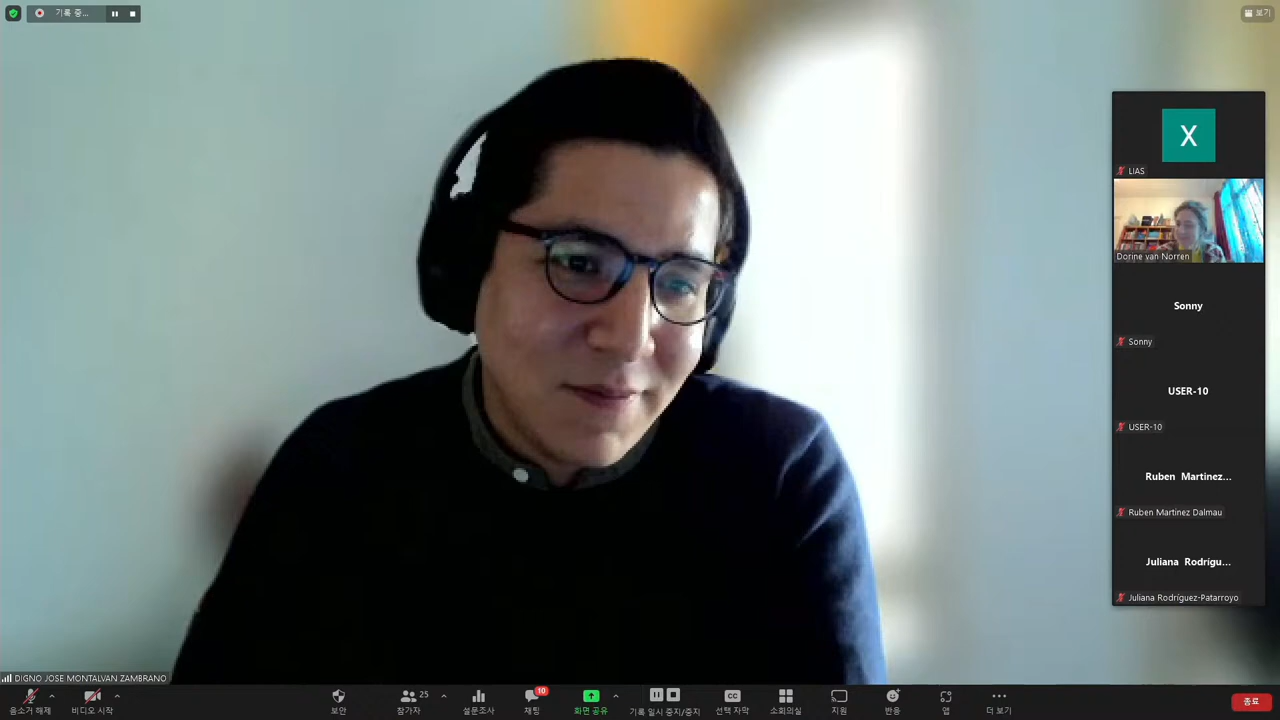 기록 중...
보기
X
LIAS
Dorine van Norren
Sonny
Sonny
USER-10
USER-10
Ruben Martinez...
Ruben Martinez Dalmau
Juliana Rodrígu...
Juliana Rodríguez-Patarroyo
DIGNO JOSE MONTALVAN ZAMBRANO
25
10
CC
음소거 해제
비디오 시작
보안
참가자
설문조사
채팅
화면 공유
기록 일시 중지/중지
선택 자막
소회의실
지원
반응
앱
더 보기
종료